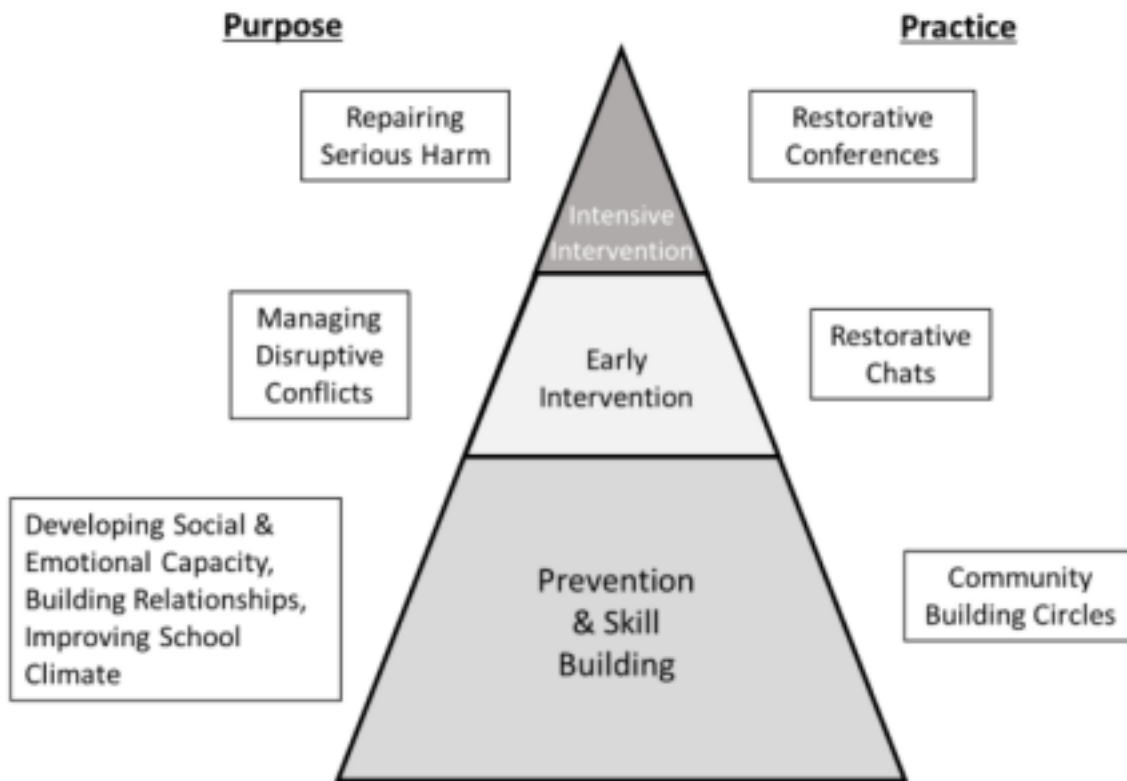 Purpose
Practice
Repairing
Serious Harm
Restorative
Conferences
Intensive
Intervention
Managing
Disruptive
Conflicts
Early
Intervention
Restorative
Chats
Developing Social &
Emotional Capacity,
Building Relationships,
Improving School
Climate
Prevention
& Skill
Building
Community
Building Circles